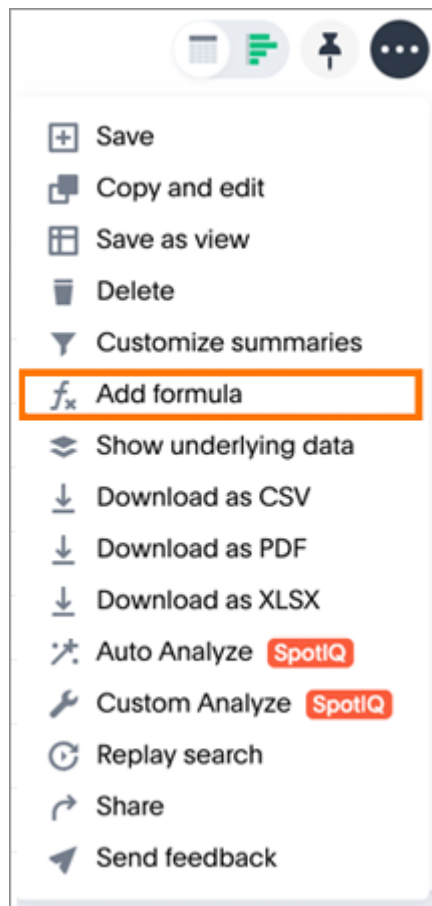 Save
Copy and edit
Save as view
Delete
Customize summaries
fx Add formula
Show underlying data
Download as CSV
Download as PDF
Download as XLSX
Auto Analyze SpotIQ
Custom Analyze SpotIQ
Replay search
Share
Send feedback